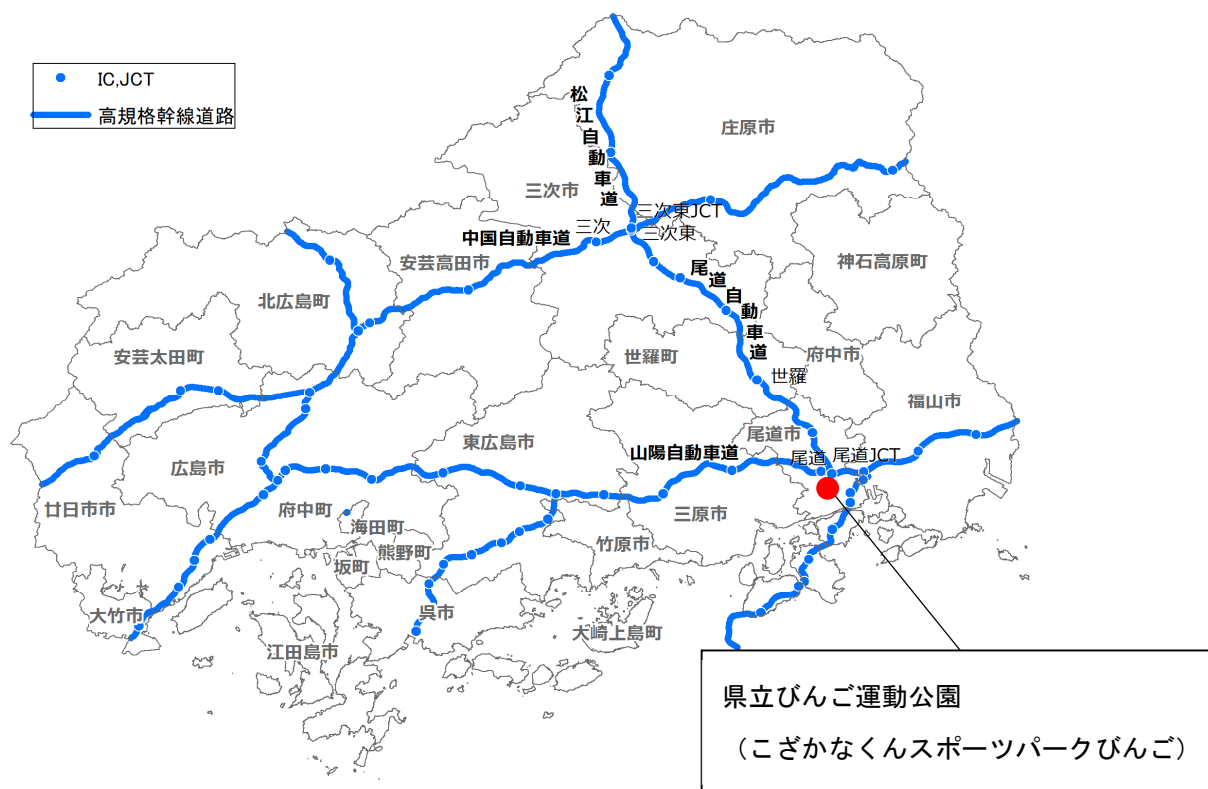 IC,JCT
高規格幹線道路
松江自動車道
庄原市
三次市
三次東JCT
三次
三次東
中国自動車道
安芸高田市
神石高原町
尾道自動車道
北広島町
安芸太田町
世羅町
府中市
世羅
福山市
東広島市
尾道市
山陽自動車道
尾道
尾道JCT
広島市
廿日市市
府中町
三原市
海田町
熊野町
竹原市
坂町
大竹市
呉市
大崎上島町
江田島市
県立びんご運動公園
（こざかなくんスポーツパークびんご）